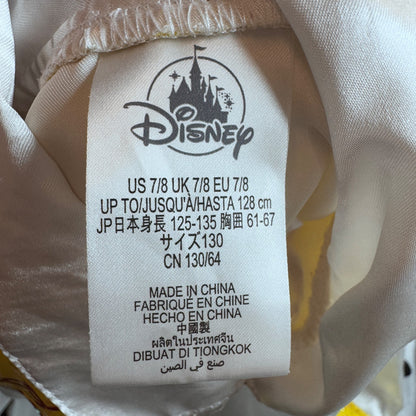 Disney
US 7/8 UK 7/8 EU 7/8
UP TO/JUSQU'À/HASTA 128 cm
JP日本身長 125-135 胸囲 61-67
サイズ130
CN 130/64
MADE IN CHINA
FABRIQUÉ EN CHINE
HECHO EN CHINA
中國製
ผลิตในประเทศจีน
DIBUAT DI TIONGKOK
صنع في الصين